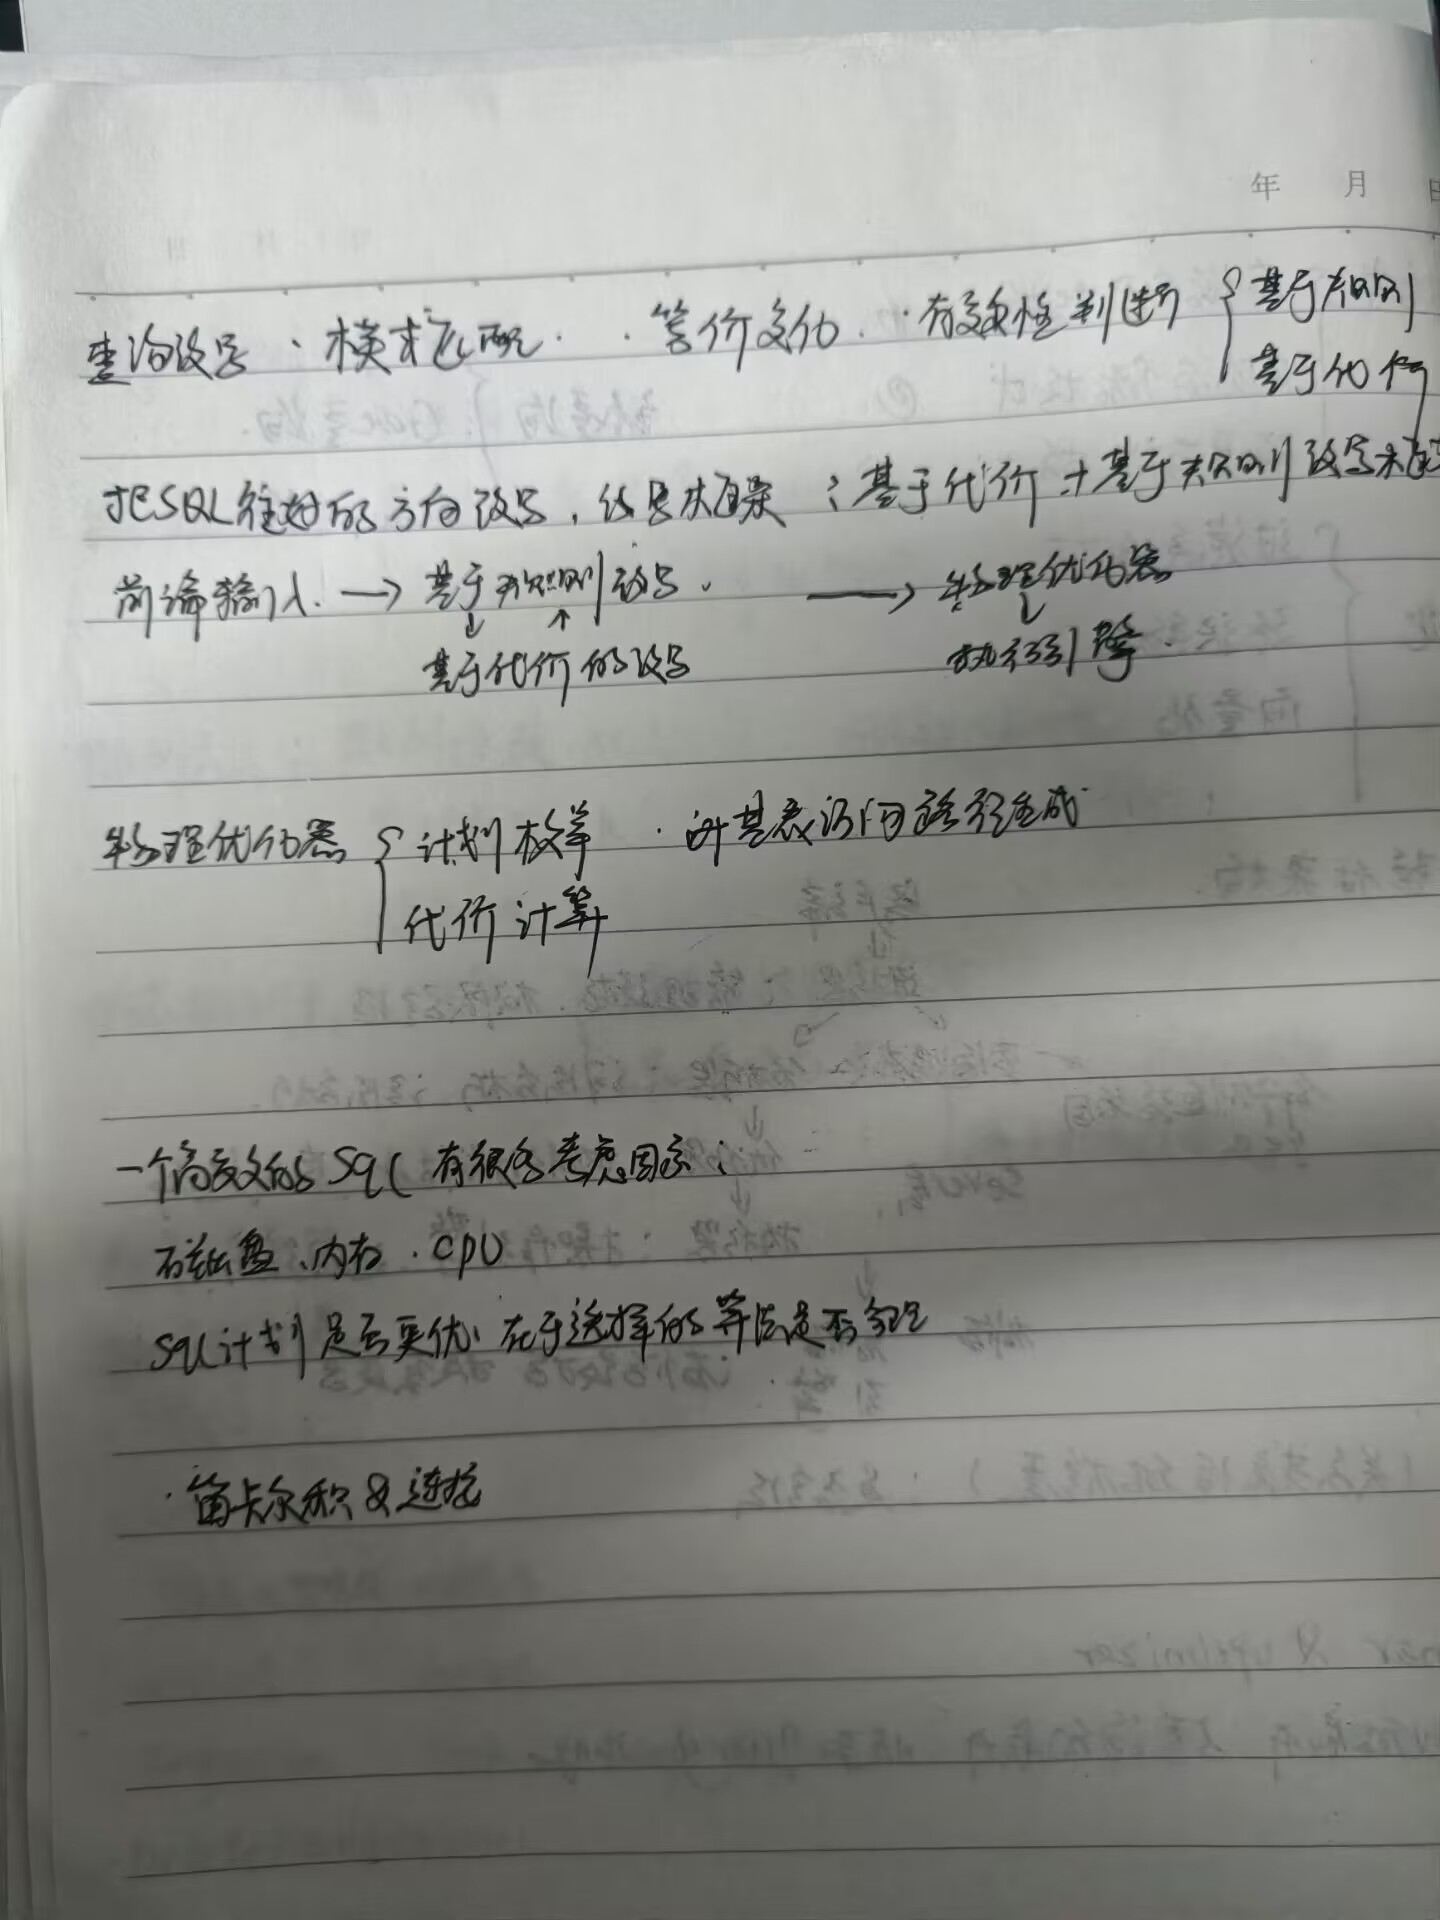 年 月 日
查询改写 · 模式匹配 · · 等价变化 · 有效性判断 { 基于规则
基于代价
把SQL往好的方向改写, 改写框架 : 基于代价 + 基于规则改写框架
前端输入 → 基于规则改写 . → 物理优化器
↓ ↑ ↓
基于代价的改写 执行引擎 .
物理优化器 { 计划枚举 · 讲基表访问路径生成
代价计算
一个高效的Sql 有很多考虑因素 :
磁盘、内存 . CPU
sql计划是否更优、在于选择的算法是否合理
· 笛卡尔积 & 连接